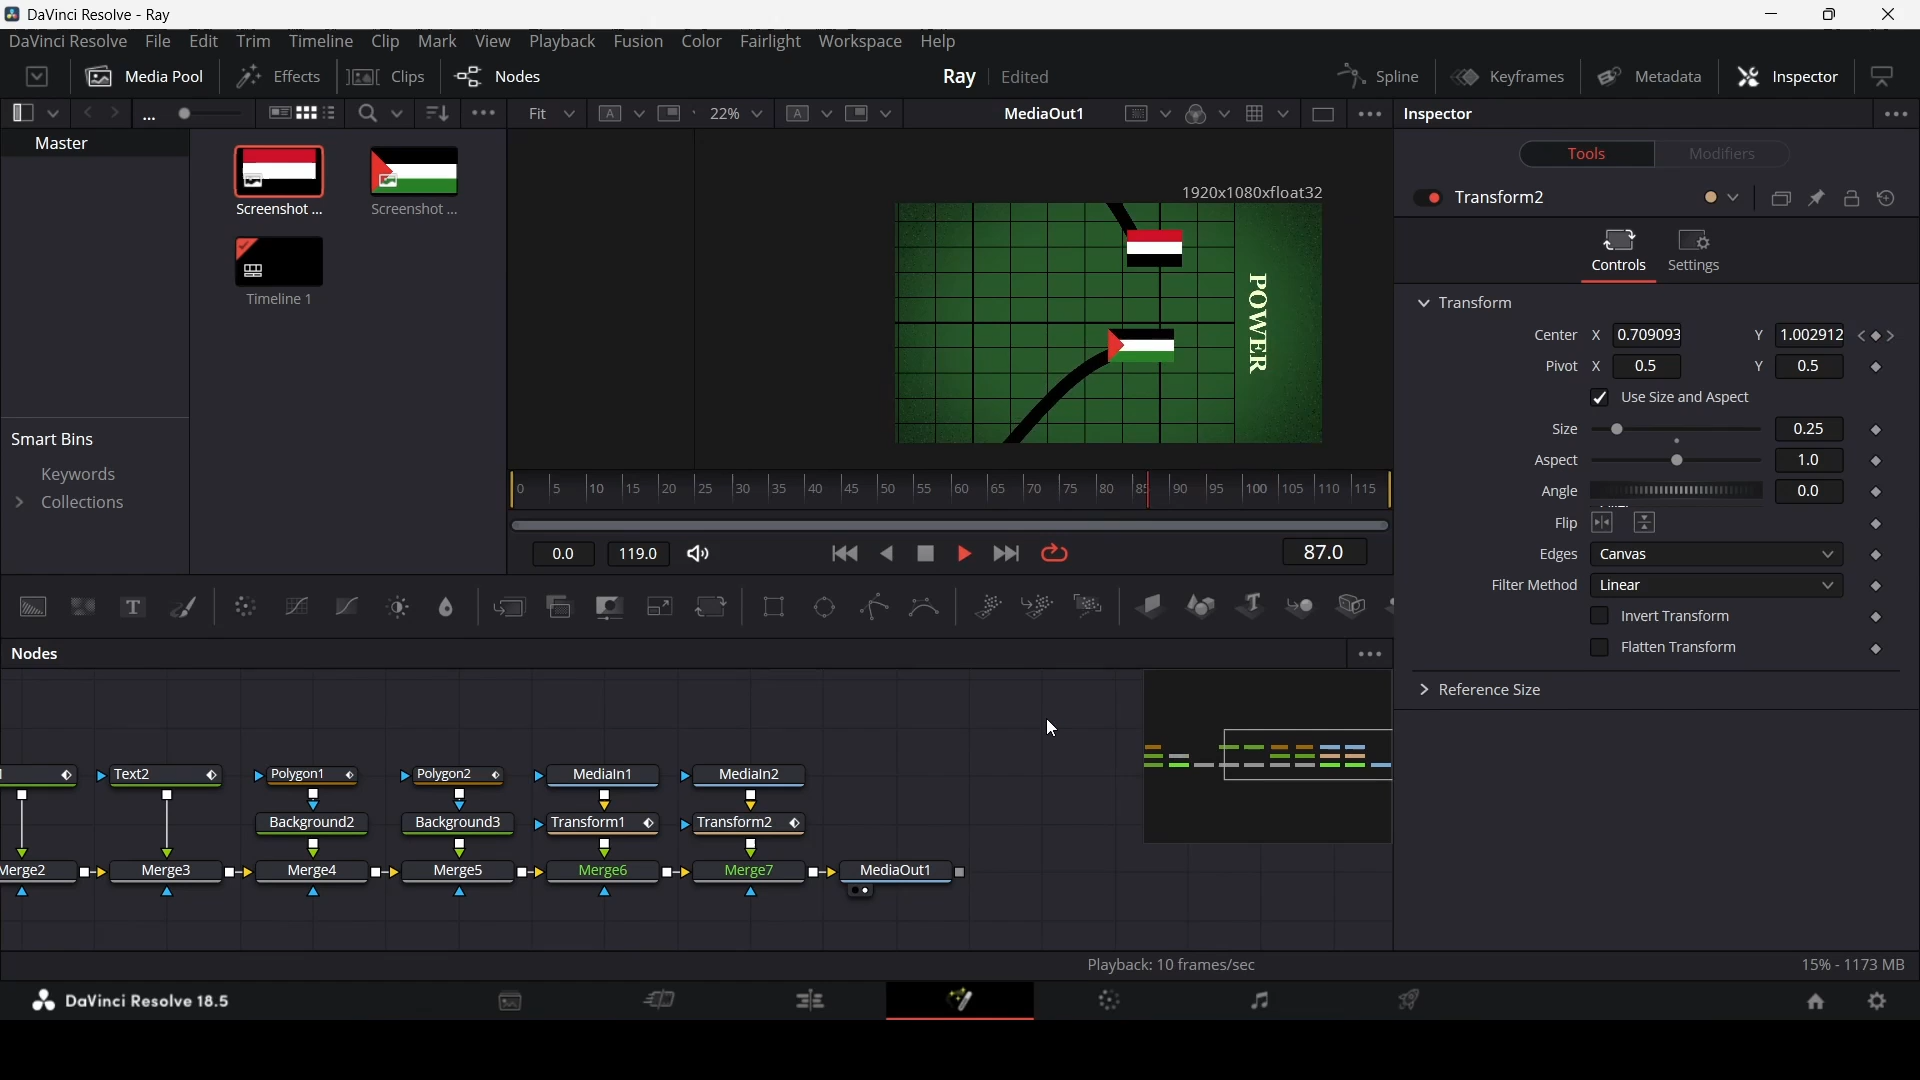 DaVinci Resolve - Ray
DaVinci Resolve File Edit Trim Timeline Clip Mark View Playback Fusion Color Fairlight Workspace Help
Media Pool Effects Clips Nodes Ray Edited Spline Keyframes Metadata Inspector
... Fit A 22% A MediaOut1 Inspector
Master
Screenshot ... Screenshot ...
Timeline 1
Smart Bins
Keywords
Collections
1920x1080xfloat32
POWER
0 5 10 15 20 25 30 35 40 45 50 55 60 65 70 75 80 85 90 95 100 105 110 115
0.0 119.0 87.0
Tools Modifiers
Transform2
Controls Settings
Transform
Center X 0.709093 Y 1.002912
Pivot X 0.5 Y 0.5
Use Size and Aspect
Size 0.25
Aspect 1.0
Angle 0.0
Flip
Edges Canvas
Filter Method Linear
Invert Transform
Flatten Transform
Reference Size
T T
Nodes
Text2 Polygon1 Polygon2 MediaIn1 MediaIn2
Background2 Background3 Transform1 Transform2
Merge2 Merge3 Merge4 Merge5 Merge6 Merge7 MediaOut1
Playback: 10 frames/sec 15% - 1173 MB
DaVinci Resolve 18.5